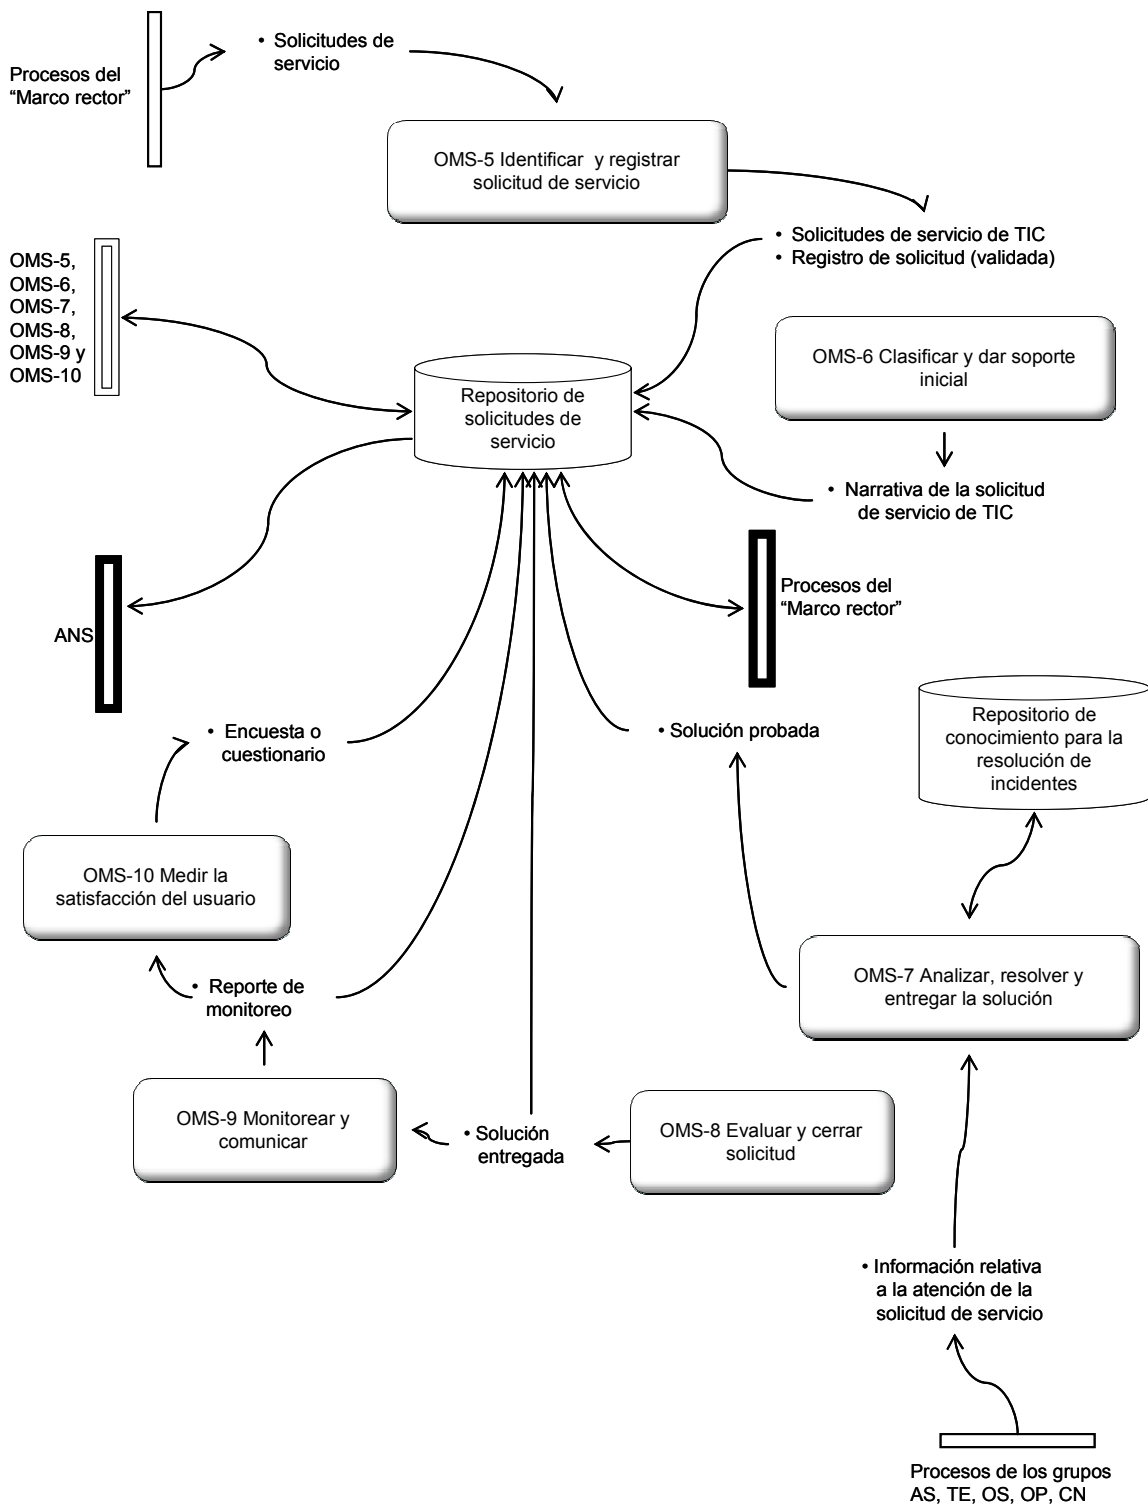 • Solicitudes de
servicio
Procesos del
“Marco rector”
OMS-5 Identificar y registrar
solicitud de servicio
• Solicitudes de servicio de TIC
• Registro de solicitud (validada)
OMS-5,
OMS-6,
OMS-7,
OMS-8,
OMS-9 y
OMS-10
OMS-6 Clasificar y dar soporte
inicial
Repositorio de
solicitudes de
servicio
• Narrativa de la solicitud
de servicio de TIC
Procesos del
“Marco rector”
ANS
• Encuesta o
cuestionario
• Solución probada
Repositorio de
conocimiento para la
resolución de
incidentes
OMS-10 Medir la
satisfacción del usuario
• Reporte de
monitoreo
OMS-7 Analizar, resolver y
entregar la solución
OMS-9 Monitorear y
comunicar
• Solución
entregada
OMS-8 Evaluar y cerrar
solicitud
• Información relativa
a la atención de la
solicitud de servicio
Procesos de los grupos
AS, TE, OS, OP, CN